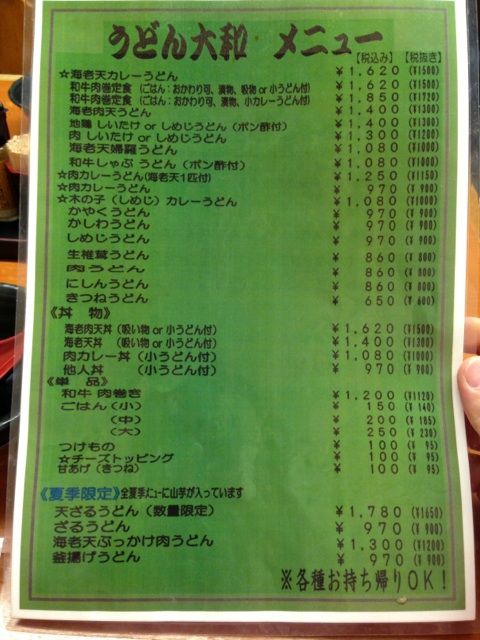 うどん大和 メニュー
【税込み】 【税抜き】
☆海老天カレーうどん ¥1,620 (¥1500)
和牛肉巻定食 (ごはん:おかわり可、漬物、吸物 or 小うどん付) ¥1,620 (¥1500)
和牛肉巻定食 (ごはん:おかわり可、漬物、小カレーうどん付) ¥1,850 (¥1720)
海老肉天うどん ¥1,400 (¥1300)
地鶏 しいたけ or しめじうどん (ポン酢付) ¥1,400 (¥1300)
肉 しいたけ or しめじうどん ¥1,300 (¥1200)
海老天婦羅うどん ¥1,080 (¥1000)
和牛しゃぶ うどん (ポン酢付) ¥1,080 (¥1000)
☆肉カレーうどん(海老天1匹付) ¥1,250 (¥1150)
☆肉カレーうどん ¥970 (¥900)
☆木の子 (しめじ) カレーうどん ¥1,080 (¥1000)
かやくうどん ¥970 (¥900)
かしわうどん ¥970 (¥900)
しめじうどん ¥970 (¥900)
生椎茸うどん ¥860 (¥800)
肉うどん ¥860 (¥800)
にしんうどん ¥860 (¥800)
きつねうどん ¥650 (¥600)
《丼 物》
海老肉天丼 (吸い物 or 小うどん付) ¥1,620 (¥1500)
海老天丼 (吸い物 or 小うどん付) ¥1,400 (¥1300)
肉カレー丼 (小うどん付) ¥1,080 (¥1000)
他人丼 (小うどん付) ¥970 (¥900)
《単 品》
和牛 肉巻き ¥1,200 (¥1120)
ごはん (小) ¥150 (¥140)
(中) ¥200 (¥185)
(大) ¥250 (¥230)
つけもの ¥100 (¥95)
☆チーズトッピング ¥100 (¥95)
甘あげ (きつね) ¥100 (¥95)
《夏季限定》 全夏季メニューに山芋が入っています
天ざるうどん (数量限定) ¥1,780 (¥1650)
ざるうどん ¥970 (¥900)
海老天ぶっかけ肉うどん ¥1,300 (¥1200)
釜揚げうどん ¥970 (¥900)
※各種お持ち帰りOK!